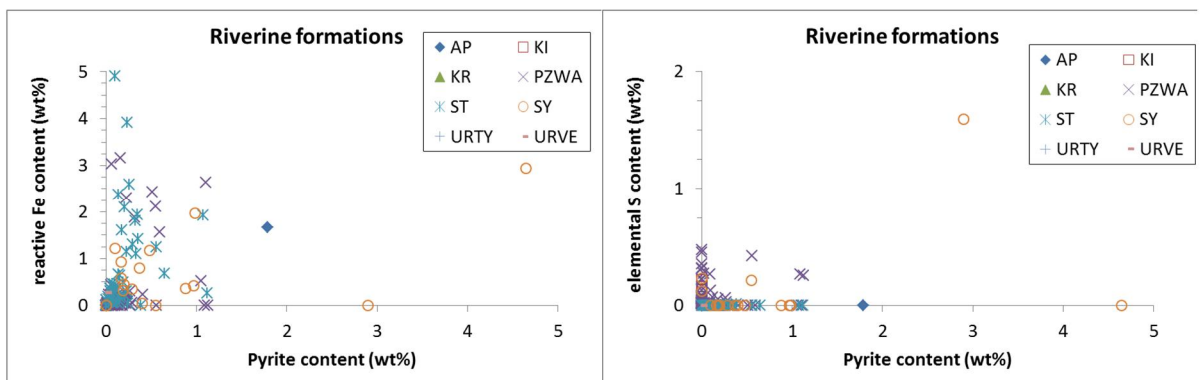 Riverine formations
AP KI
KR PZWA
ST SY
URTY URVE
reactive Fe content (wt%)
5
4
3
2
1
0
0 1 2 3 4 5
Pyrite content (wt%)
Riverine formations
AP KI
KR PZWA
ST SY
URTY URVE
elemental S content (wt%)
2
1
0
0 1 2 3 4 5
Pyrite content (wt%)